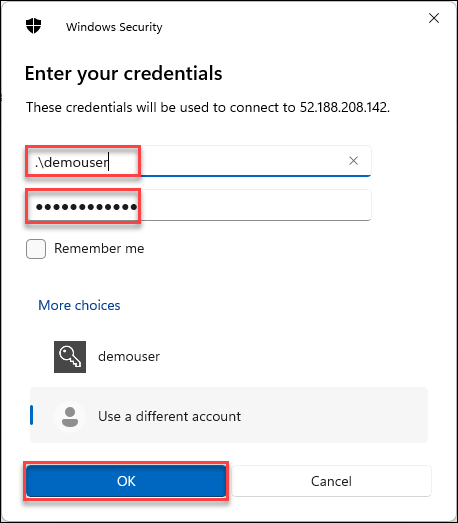 Windows Security
Enter your credentials
These credentials will be used to connect to 52.188.208.142.
.\demouser
●●●●●●●●●●●●
Remember me
More choices
demouser
Use a different account
OK
Cancel